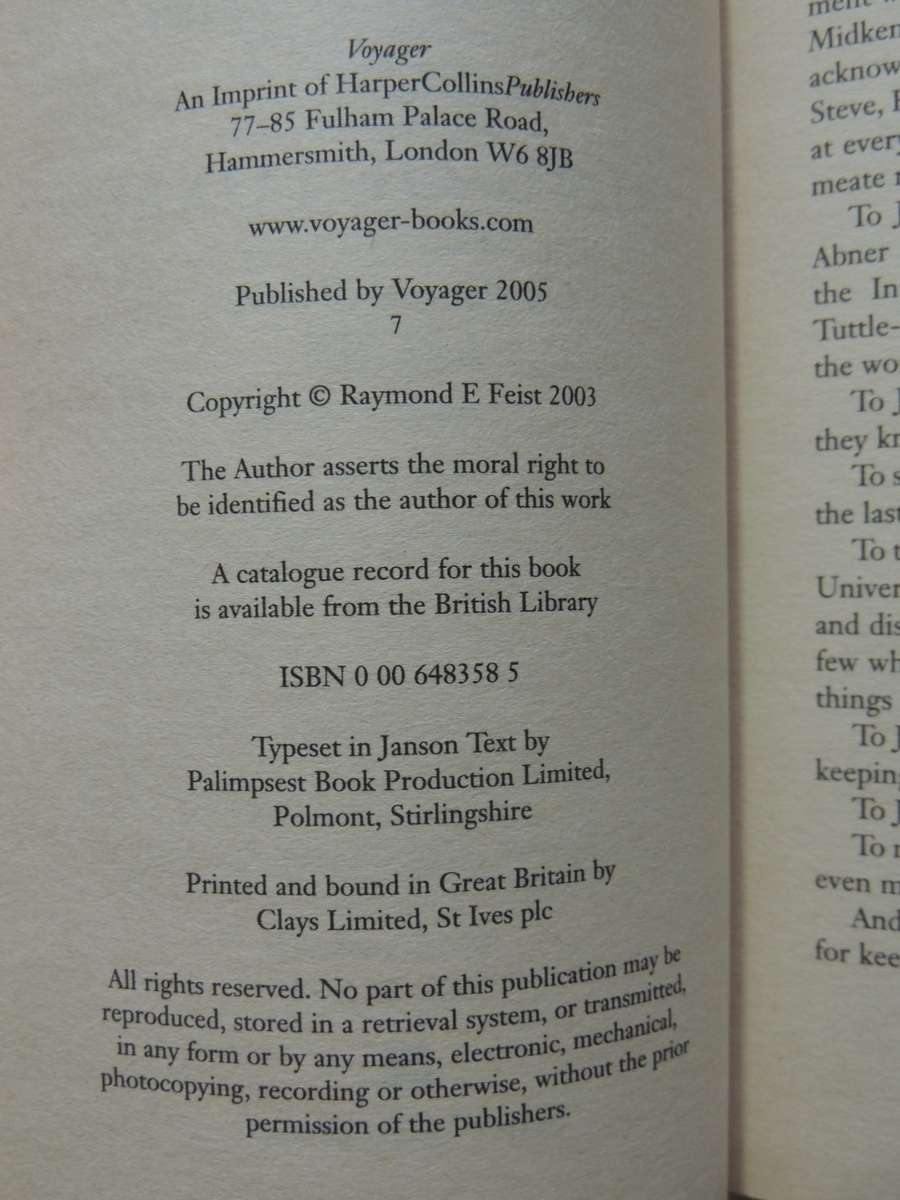 Voyager
An Imprint of HarperCollinsPublishers
77–85 Fulham Palace Road,
Hammersmith, London W6 8JB
www.voyager-books.com
Published by Voyager 2005
7
Copyright © Raymond E Feist 2003
The Author asserts the moral right to
be identified as the author of this work
A catalogue record for this book
is available from the British Library
ISBN 0 00 648358 5
Typeset in Janson Text by
Palimpsest Book Production Limited,
Polmont, Stirlingshire
Printed and bound in Great Britain by
Clays Limited, St Ives plc
All rights reserved. No part of this publication may be
reproduced, stored in a retrieval system, or transmitted,
in any form or by any means, electronic, mechanical,
photocopying, recording or otherwise, without the prior
permission of the publishers.
ment
Midkem
acknow
Steve,
at every
meate
To J
Abner
the In
Tuttle-
the wo
To J
they kn
To s
the last
To t
Univer
and dis
few wh
things
To J
keeping
To J
To
even m
And
for kee